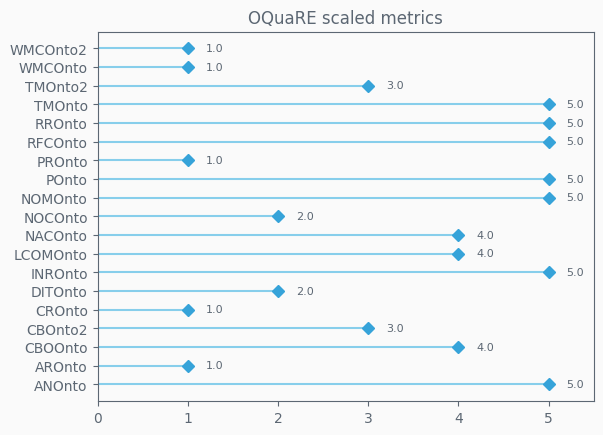 OQuaRE scaled metrics
WMCOnto2 1.0
WMCOnto 1.0
TMOnto2 3.0
TMOnto 5.0
RROnto 5.0
RFCOnto 5.0
PROnto 1.0
POnto 5.0
NOMOnto 5.0
NOCOnto 2.0
NACOnto 4.0
LCOMOnto 4.0
INROnto 5.0
DITOnto 2.0
CROnto 1.0
CBOnto2 3.0
CBOOnto 4.0
AROnto 1.0
ANOnto 5.0
0 1 2 3 4 5